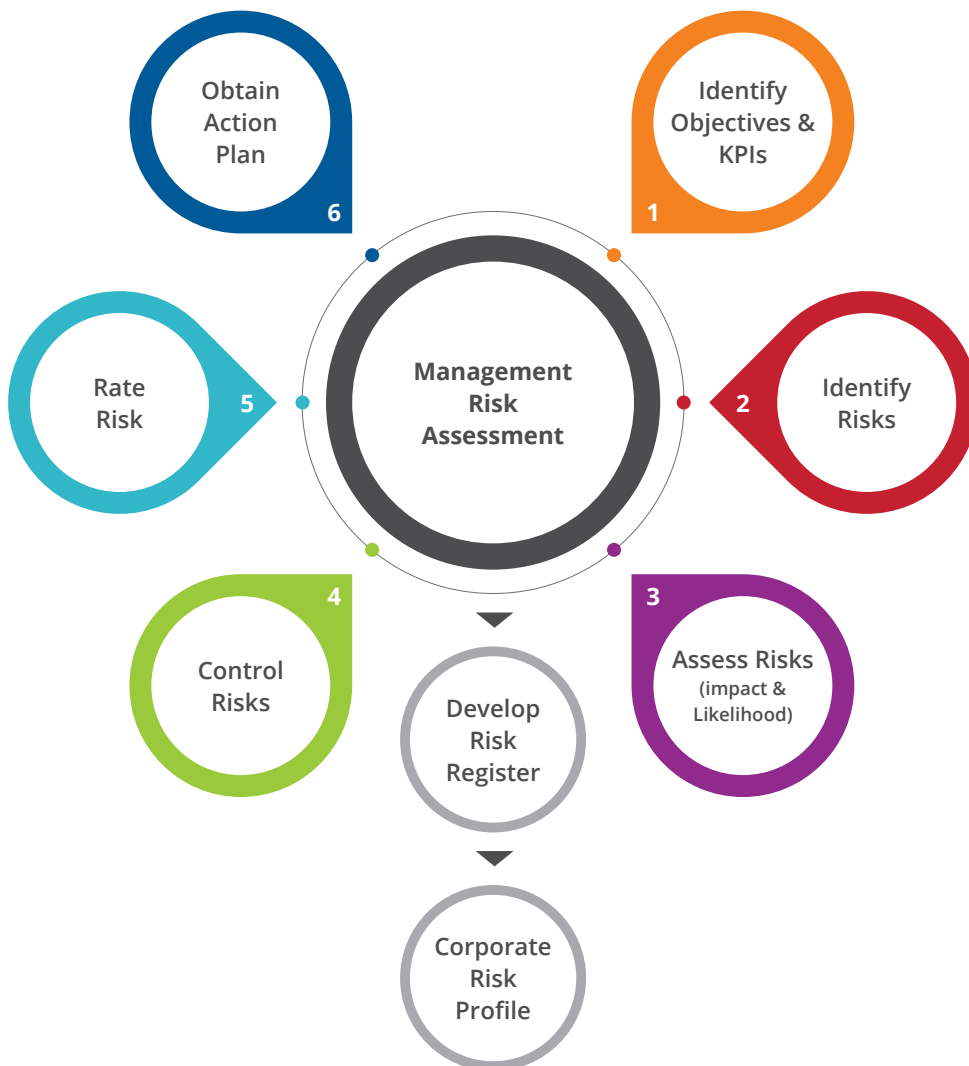 Obtain
Action
Plan
6
Identify
Objectives &
KPIs
1
Management
Risk
Assessment
Rate
Risk
5
2
Identify
Risks
4
Control
Risks
3
Assess Risks
(impact &
Likelihood)
Develop
Risk
Register
Corporate
Risk
Profile